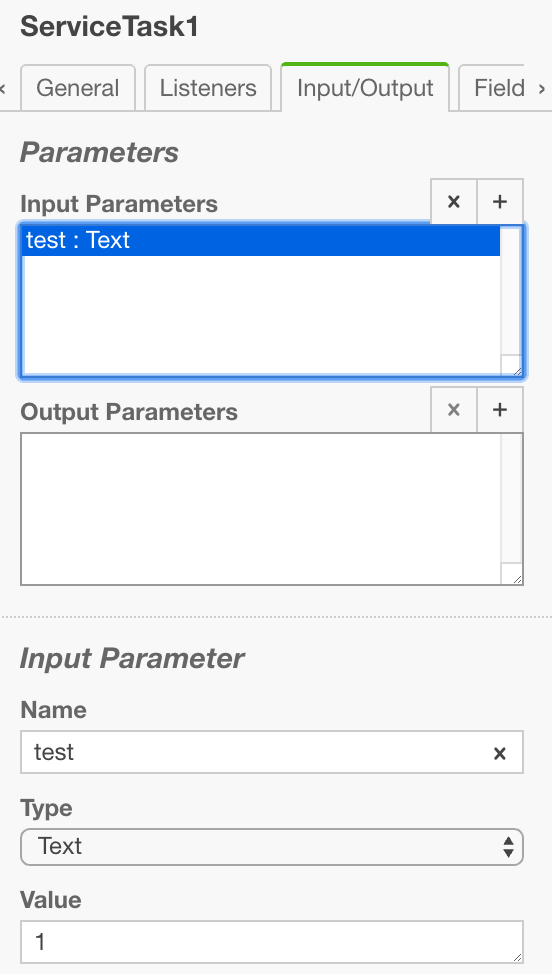 ServiceTask1
‹ General Listeners Input/Output Field ›
Parameters
Input Parameters × +
test : Text
Output Parameters × +
Input Parameter
Name
test ×
Type
Text
Value
1